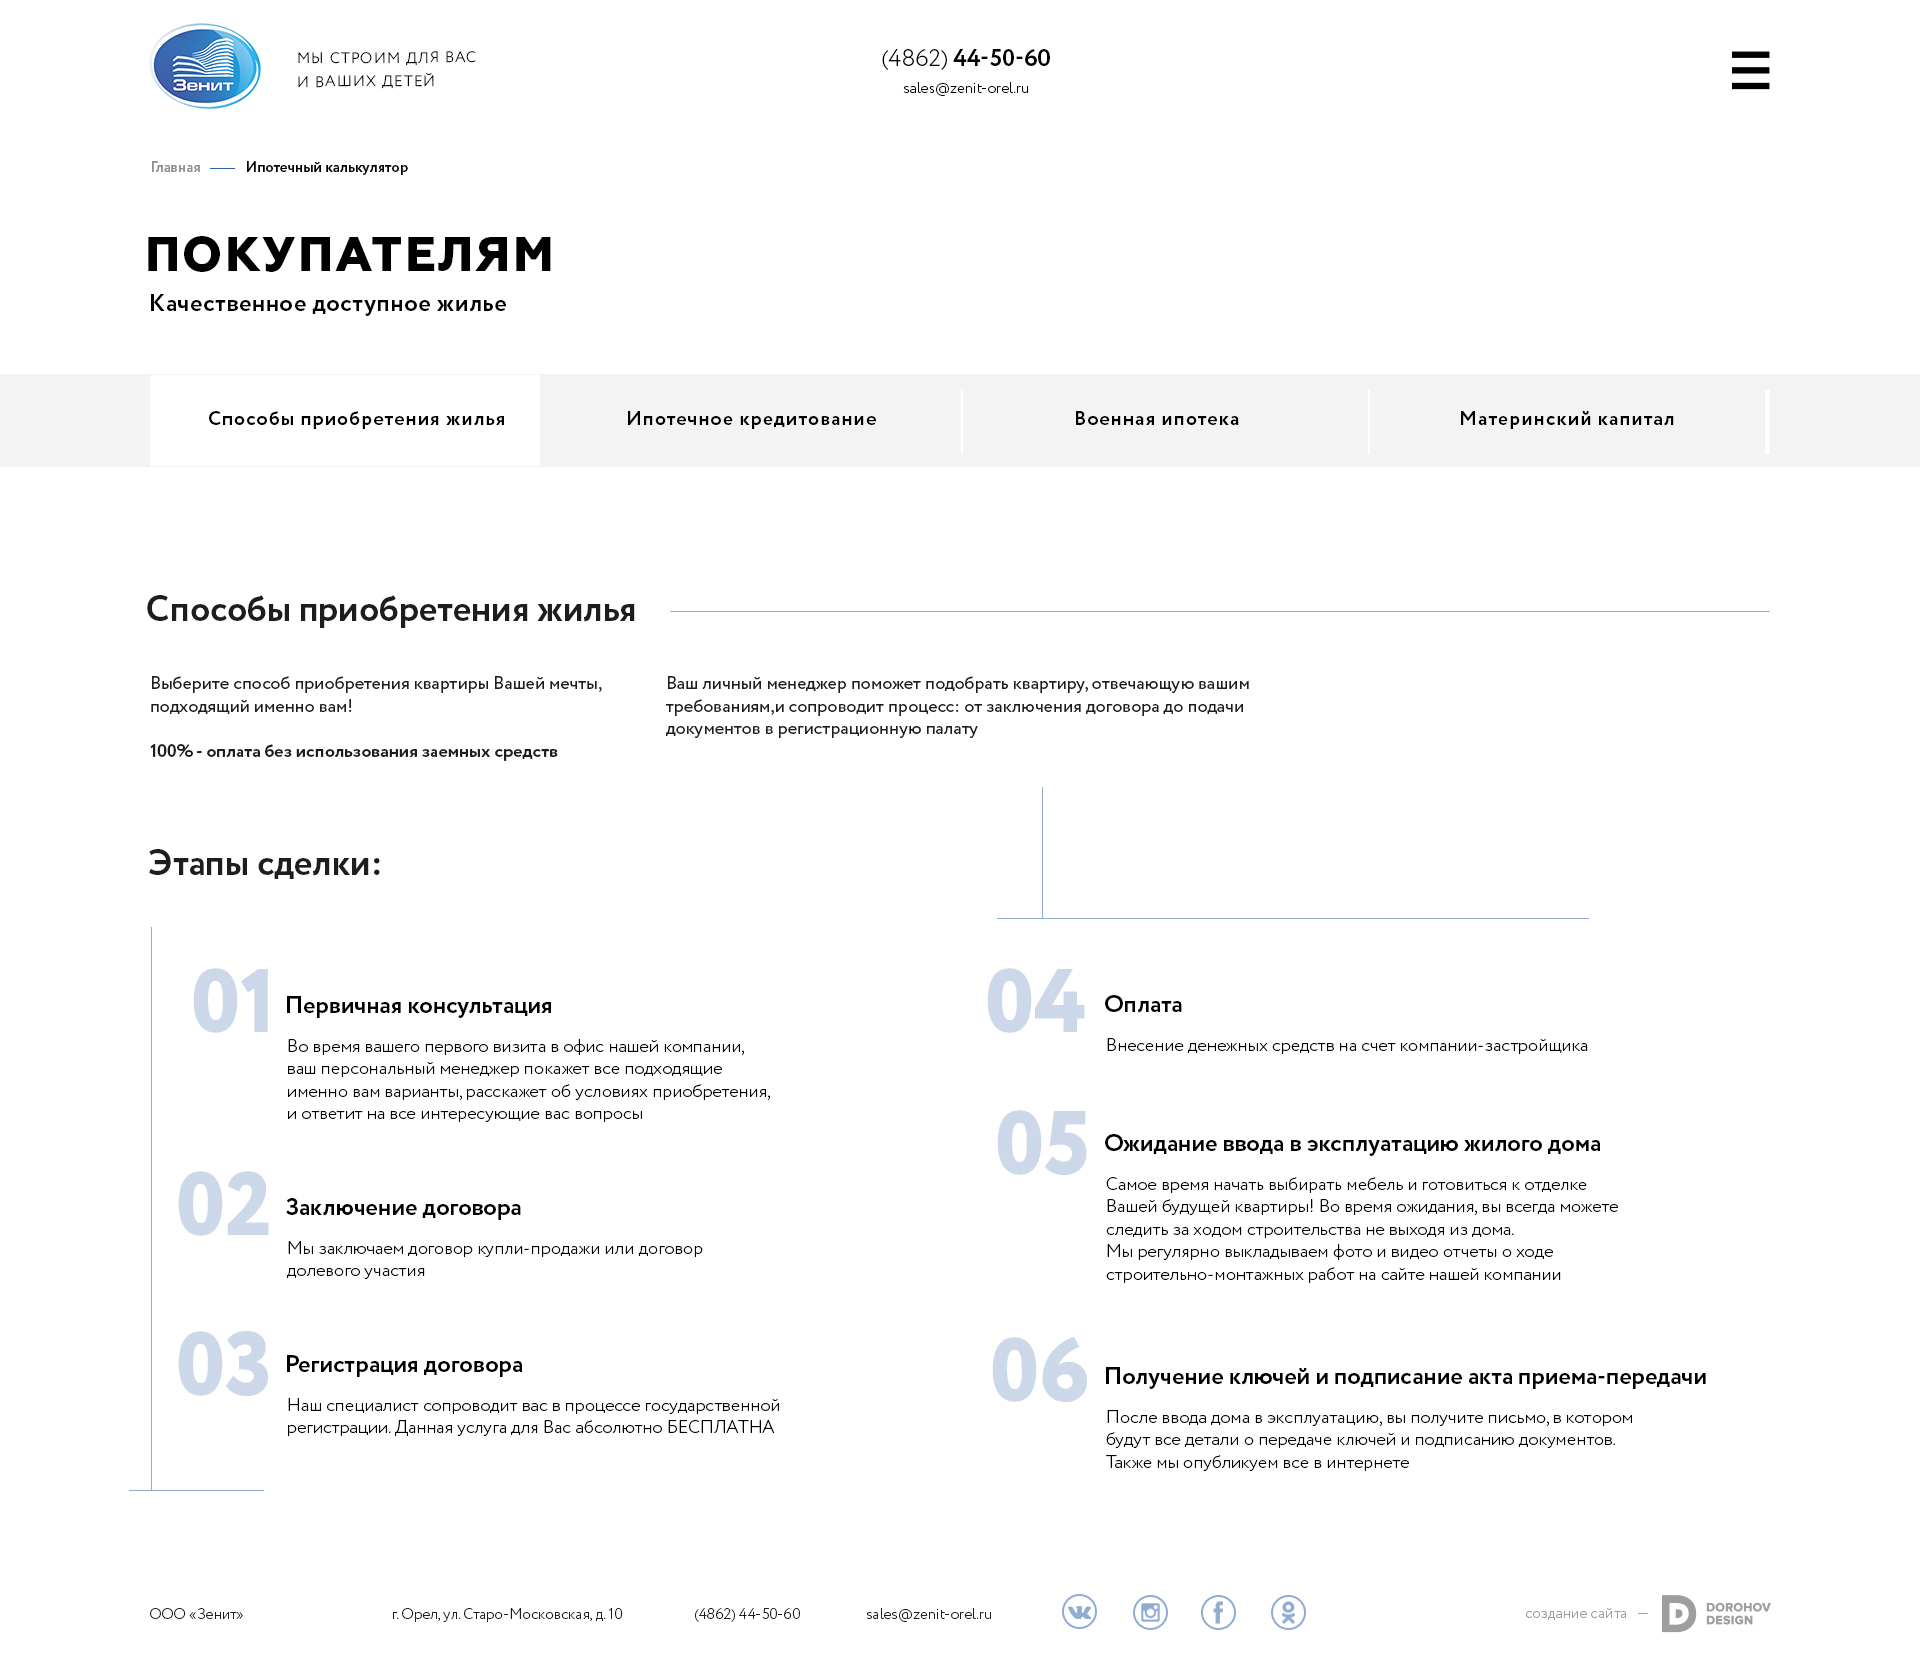 Зенит
МЫ СТРОИМ ДЛЯ ВАС
И ВАШИХ ДЕТЕЙ
(4862) 44-50-60
sales@zenit-orel.ru
Главная — Ипотечный калькулятор
ПОКУПАТЕЛЯМ
Качественное доступное жилье
Способы приобретения жилья
Ипотечное кредитование
Военная ипотека
Материнский капитал
Способы приобретения жилья
Выберите способ приобретения квартиры Вашей мечты,
подходящий именно вам!
100% - оплата без использования заемных средств
Ваш личный менеджер поможет подобрать квартиру, отвечающую вашим
требованиям,и сопроводит процесс: от заключения договора до подачи
документов в регистрационную палату
Этапы сделки:
01
Первичная консультация
Во время вашего первого визита в офис нашей компании,
ваш персональный менеджер покажет все подходящие
именно вам варианты, расскажет об условиях приобретения,
и ответит на все интересующие вас вопросы
02
Заключение договора
Мы заключаем договор купли-продажи или договор
долевого участия
03
Регистрация договора
Наш специалист сопроводит вас в процессе государственной
регистрации. Данная услуга для Вас абсолютно БЕСПЛАТНА
04
Оплата
Внесение денежных средств на счет компании-застройщика
05
Ожидание ввода в эксплуатацию жилого дома
Самое время начать выбирать мебель и готовиться к отделке
Вашей будущей квартиры! Во время ожидания, вы всегда можете
следить за ходом строительства не выходя из дома.
Мы регулярно выкладываем фото и видео отчеты о ходе
строительно-монтажных работ на сайте нашей компании
06
Получение ключей и подписание акта приема-передачи
После ввода дома в эксплуатацию, вы получите письмо, в котором
будут все детали о передаче ключей и подписанию документов.
Также мы опубликуем все в интернете
ООО «Зенит»
г. Орел, ул. Старо-Московская, д. 10
(4862) 44-50-60
sales@zenit-orel.ru
создание сайта —
DOROHOV
DESIGN